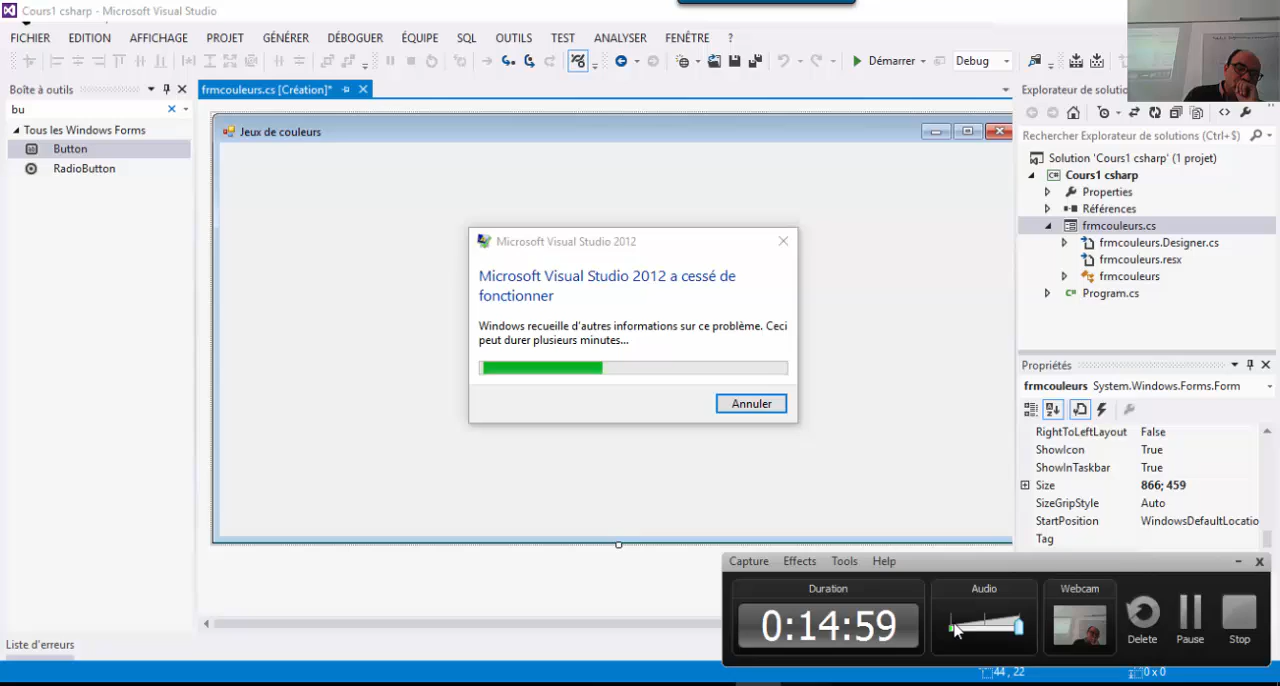 Cours1 csharp - Microsoft Visual Studio
FICHIER EDITION AFFICHAGE PROJET GÉNÉRER DÉBOGUER ÉQUIPE SQL OUTILS TEST ANALYSER FENÊTRE ?
Démarrer Debug
Boîte à outils
bu
Tous les Windows Forms
Button
RadioButton
frmcouleurs.cs [Création]*
Jeux de couleurs
Microsoft Visual Studio 2012
Microsoft Visual Studio 2012 a cessé de
fonctionner
Windows recueille d'autres informations sur ce problème. Ceci
peut durer plusieurs minutes...
Annuler
Explorateur de solution
Rechercher Explorateur de solutions (Ctrl+$)
Solution 'Cours1 csharp' (1 projet)
Cours1 csharp
Properties
Références
frmcouleurs.cs
frmcouleurs.Designer.cs
frmcouleurs.resx
frmcouleurs
Program.cs
Propriétés
frmcouleurs System.Windows.Forms.Form
RightToLeftLayout False
ShowIcon True
ShowInTaskbar True
Size 866; 459
SizeGripStyle Auto
StartPosition WindowsDefaultLocatio
Tag
Capture Effects Tools Help
Duration
0:14:59
Audio
Webcam
Delete
Pause
Stop
Liste d'erreurs
44 , 22
0 x 0